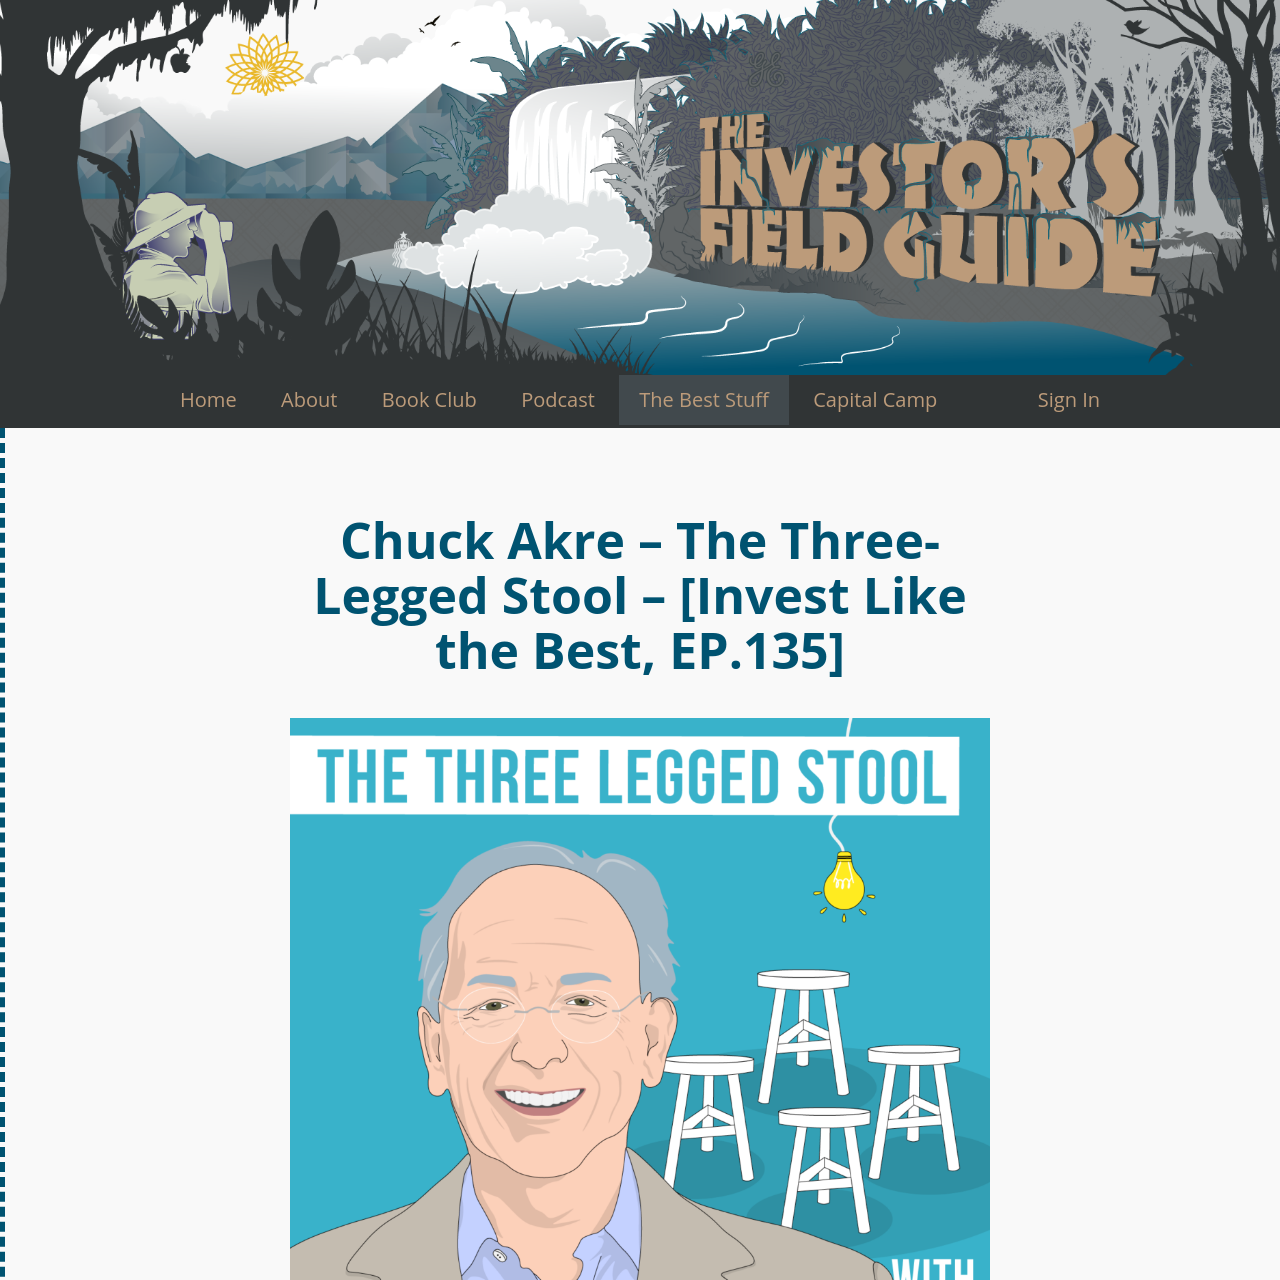 THE
INVESTOR'S
FIELD GUIDE
Home About Book Club Podcast The Best Stuff Capital Camp Sign In
Chuck Akre – The Three-
Legged Stool – [Invest Like
the Best, EP.135]
THE THREE LEGGED STOOL
WITH